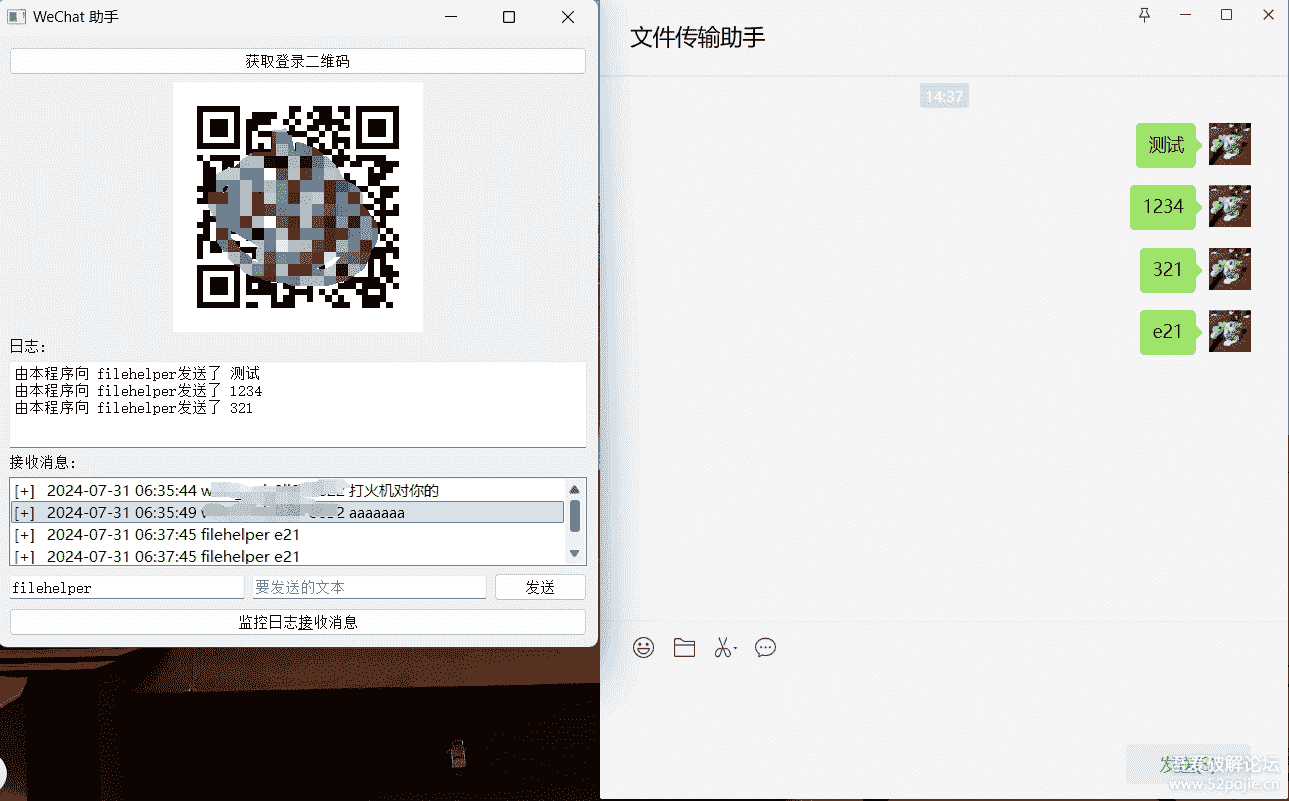 WeChat 助手
获取登录二维码
日志：
由本程序向 filehelper发送了 测试
由本程序向 filehelper发送了 1234
由本程序向 filehelper发送了 321
接收消息：
[+] 2024-07-31 06:35:44 w 打火机对你的
[+] 2024-07-31 06:35:49 2 aaaaaaa
[+] 2024-07-31 06:37:45 filehelper e21
[+] 2024-07-31 06:37:45 filehelper e21
filehelper 要发送的文本 发送
监控日志接收消息
文件传输助手
14:37
测试
1234
321
e21
发送(S)
吾爱破解论坛
www.52pojie.cn